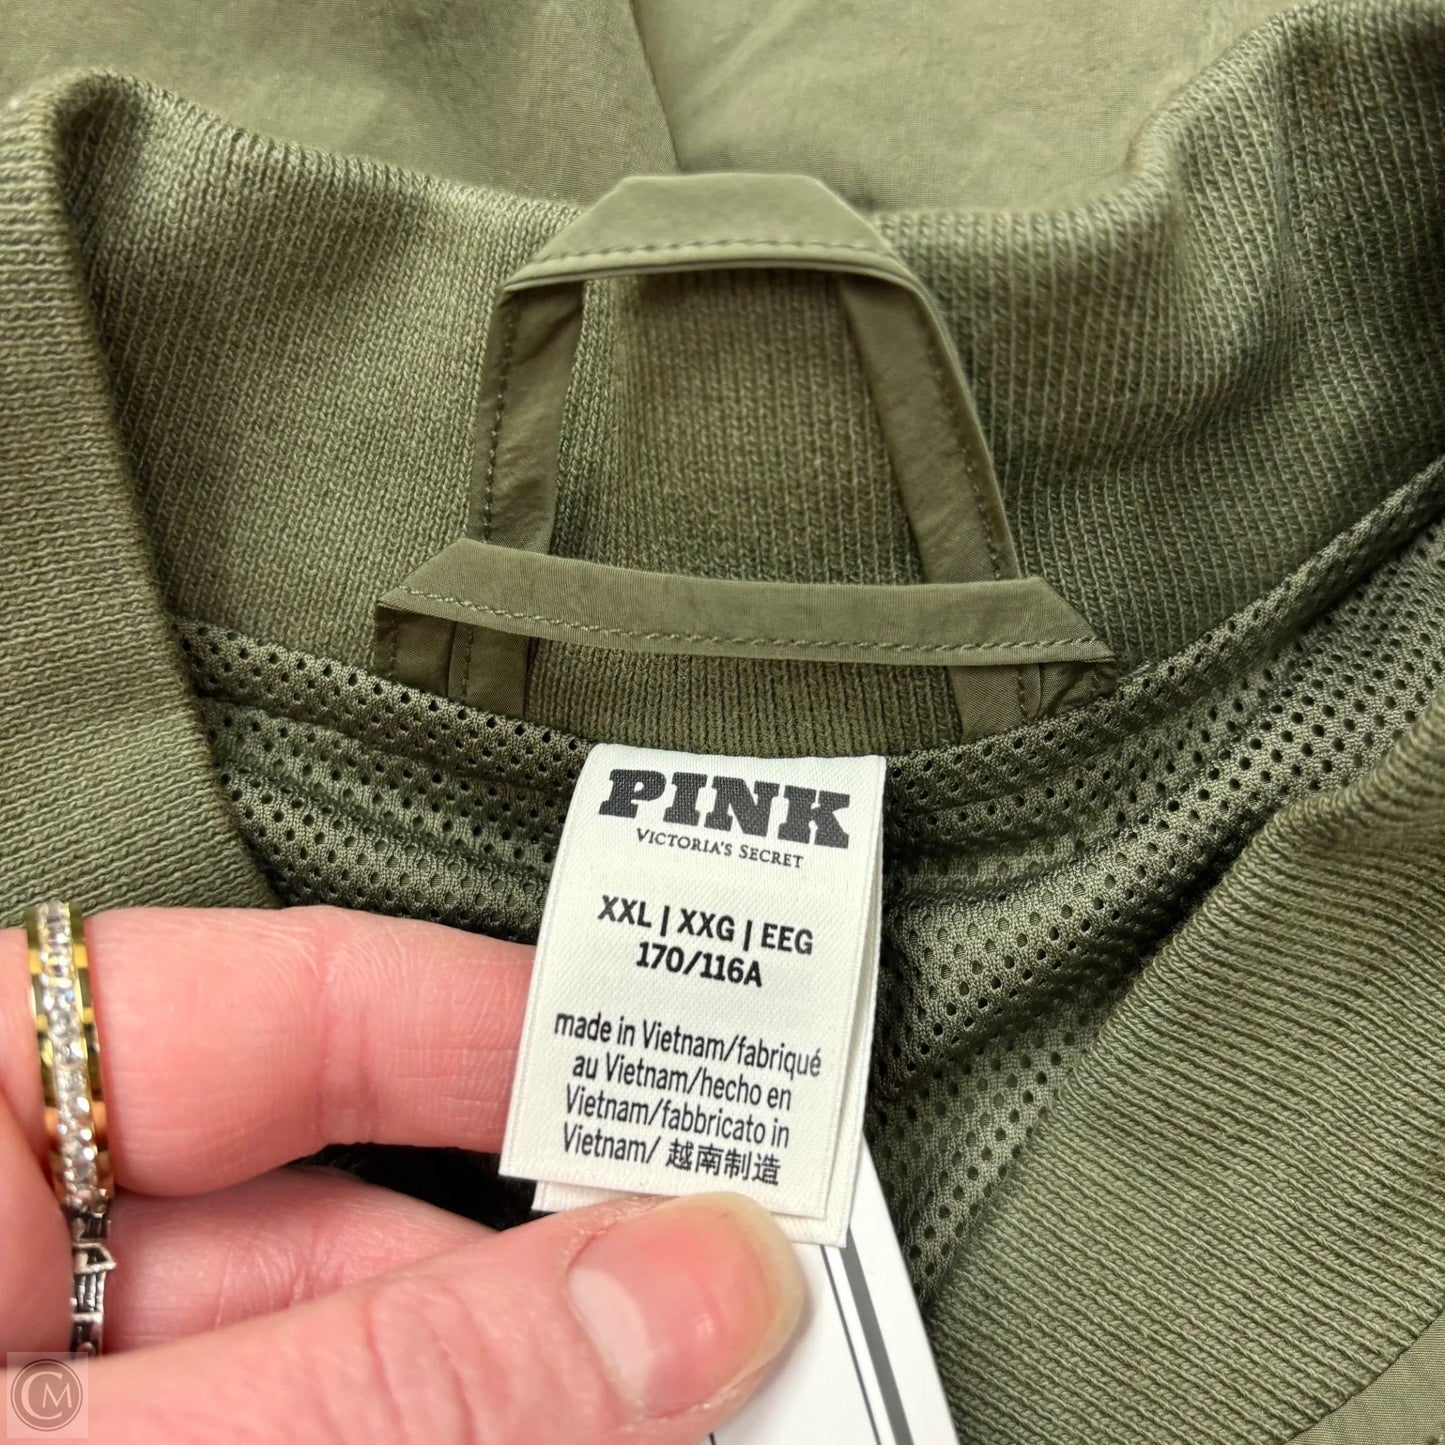 PINK
VICTORIA'S SECRET
XXL | XXG | EEG
170/116A
made in Vietnam/fabriqué
au Vietnam/hecho en
Vietnam/fabbricato in
Vietnam/ 越南制造
CM